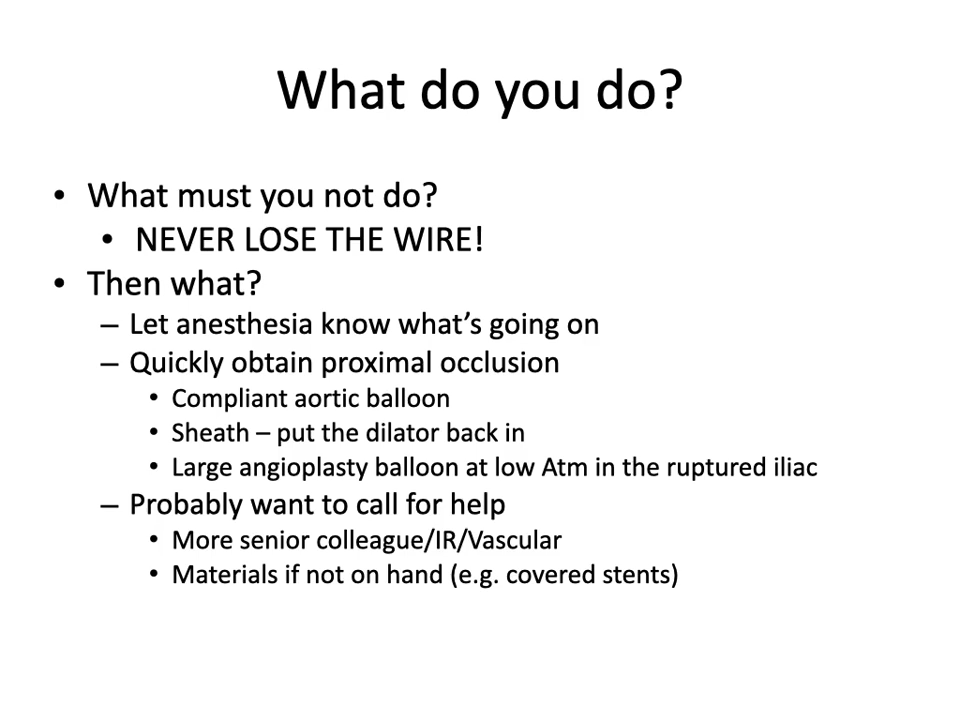 What do you do?
• What must you not do?
• NEVER LOSE THE WIRE!
• Then what?
– Let anesthesia know what’s going on
– Quickly obtain proximal occlusion
• Compliant aortic balloon
• Sheath – put the dilator back in
• Large angioplasty balloon at low Atm in the ruptured iliac
– Probably want to call for help
• More senior colleague/IR/Vascular
• Materials if not on hand (e.g. covered stents)